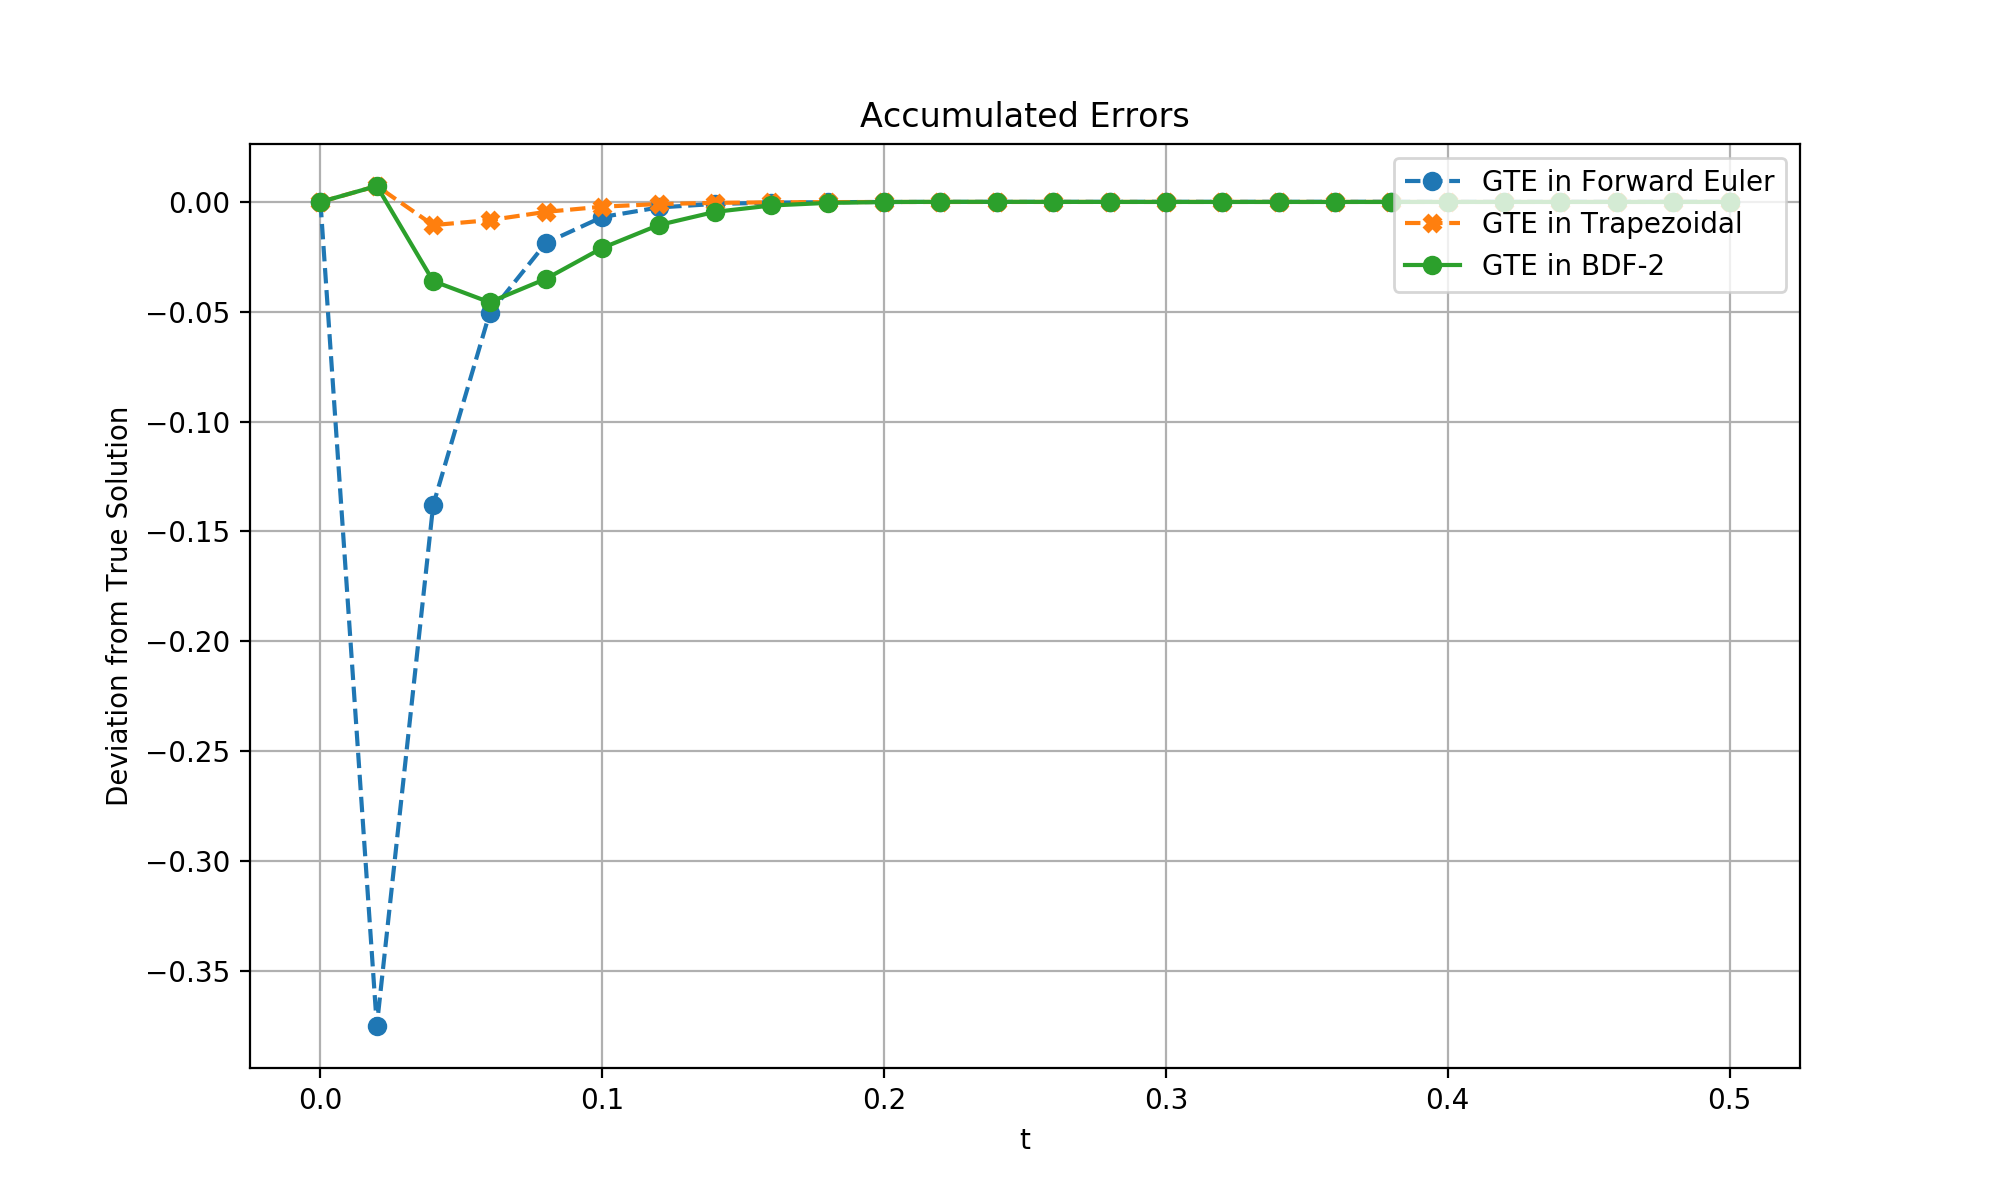 Accumulated Errors
GTE in Forward Euler
GTE in Trapezoidal
GTE in BDF-2
Deviation from True Solution
0.00
−0.05
−0.10
−0.15
−0.20
−0.25
−0.30
−0.35
0.0 0.1 0.2 0.3 0.4 0.5
t